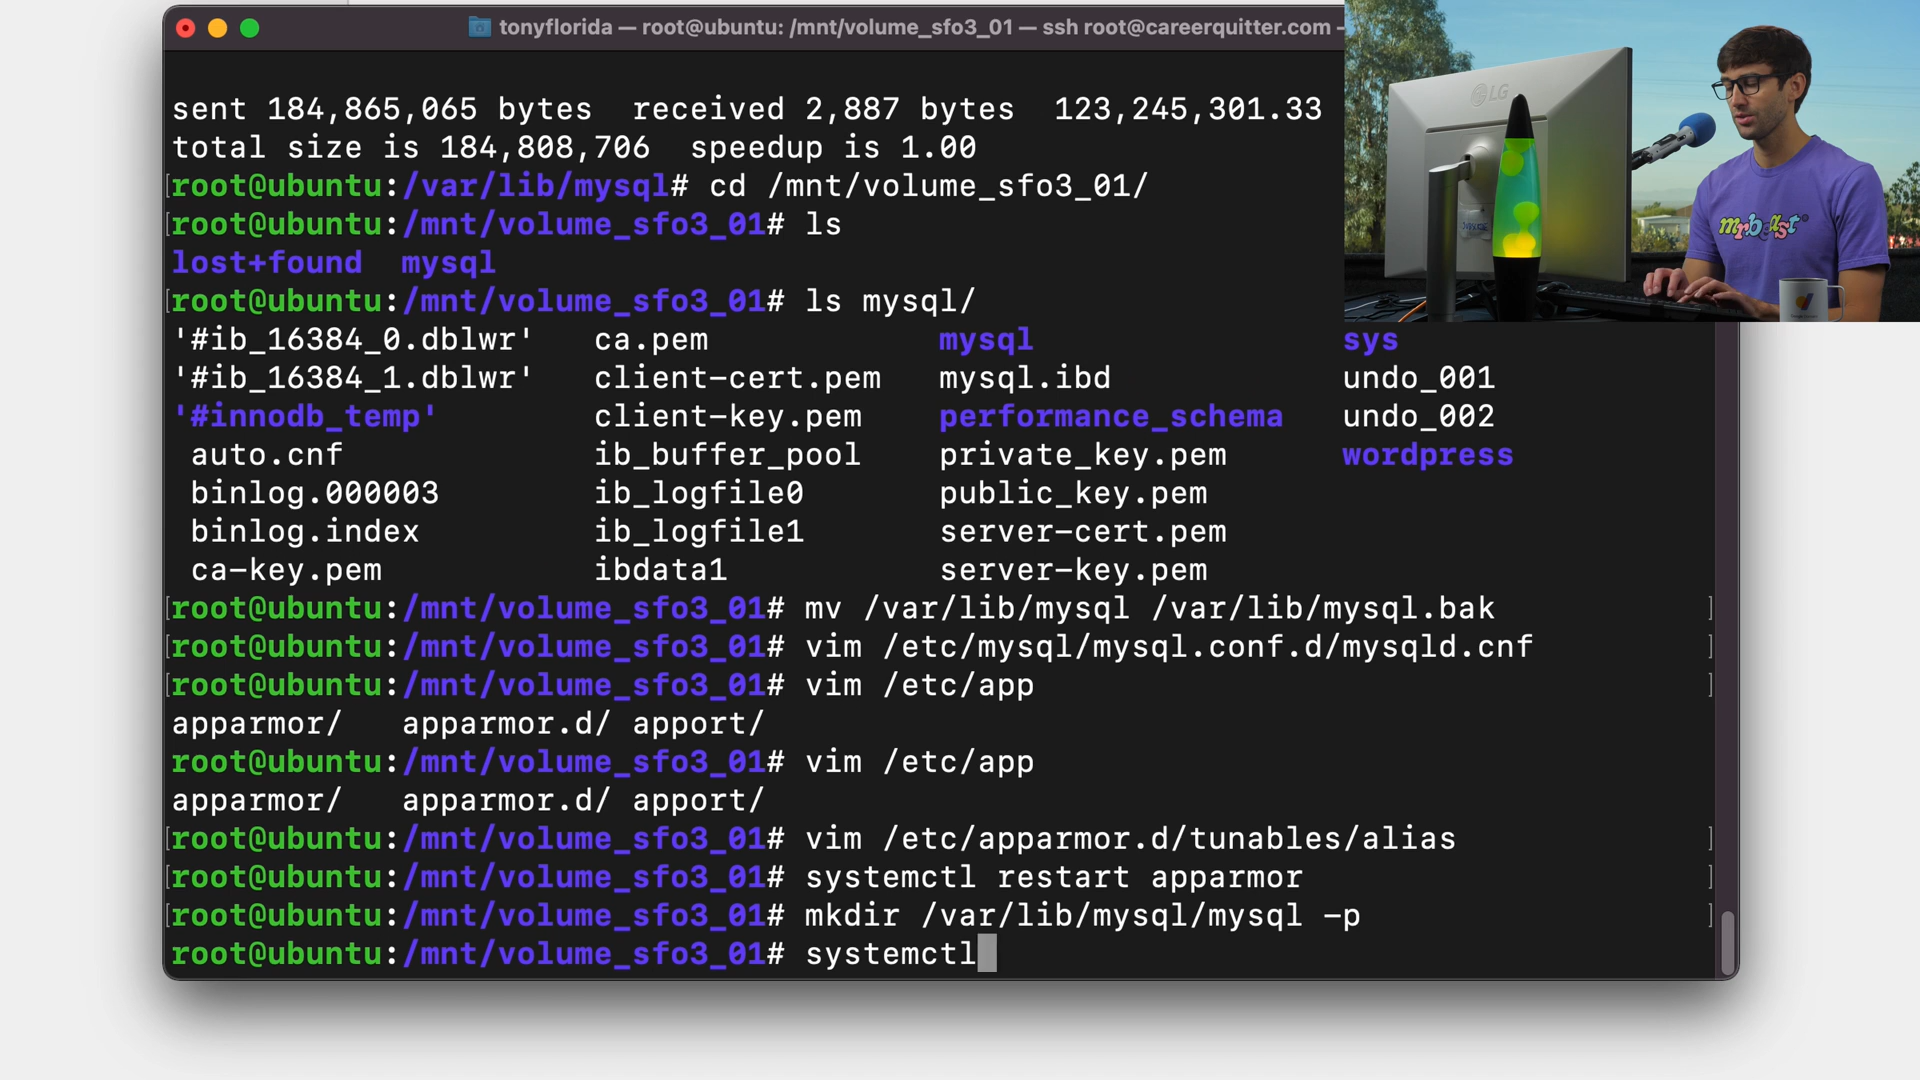 tonyflorida — root@ubuntu: /mnt/volume_sfo3_01 — ssh root@careerquitter.com -
sent 184,865,065 bytes  received 2,887 bytes  123,245,301.33
total size is 184,808,706  speedup is 1.00
[root@ubuntu:/var/lib/mysql# cd /mnt/volume_sfo3_01/
[root@ubuntu:/mnt/volume_sfo3_01# ls
lost+found  mysql
[root@ubuntu:/mnt/volume_sfo3_01# ls mysql/
'#ib_16384_0.dblwr'   ca.pem            mysql                sys
'#ib_16384_1.dblwr'   client-cert.pem   mysql.ibd            undo_001
'#innodb_temp'        client-key.pem    performance_schema   undo_002
auto.cnf             ib_buffer_pool    private_key.pem      wordpress
binlog.000003        ib_logfile0       public_key.pem
binlog.index         ib_logfile1       server-cert.pem
ca-key.pem           ibdata1           server-key.pem
[root@ubuntu:/mnt/volume_sfo3_01# mv /var/lib/mysql /var/lib/mysql.bak ]
[root@ubuntu:/mnt/volume_sfo3_01# vim /etc/mysql/mysql.conf.d/mysqld.cnf ]
[root@ubuntu:/mnt/volume_sfo3_01# vim /etc/app ]
apparmor/   apparmor.d/ apport/
root@ubuntu:/mnt/volume_sfo3_01# vim /etc/app
apparmor/   apparmor.d/ apport/
[root@ubuntu:/mnt/volume_sfo3_01# vim /etc/apparmor.d/tunables/alias ]
[root@ubuntu:/mnt/volume_sfo3_01# systemctl restart apparmor ]
[root@ubuntu:/mnt/volume_sfo3_01# mkdir /var/lib/mysql/mysql -p ]
root@ubuntu:/mnt/volume_sfo3_01# systemctl
LG
mrbeast